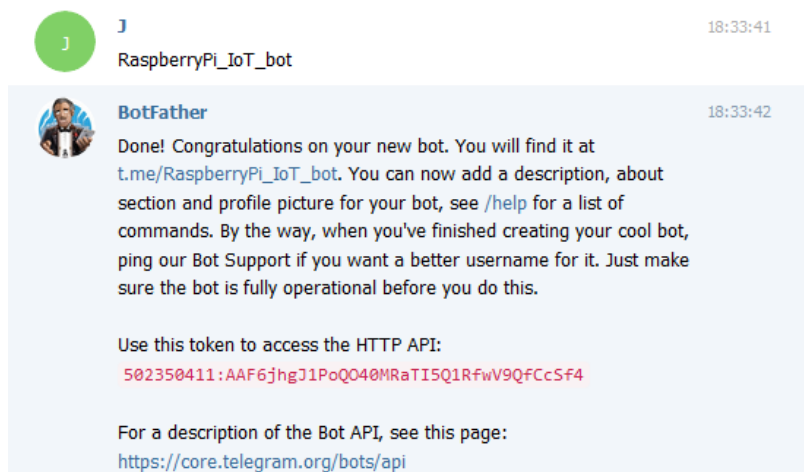 J 18:33:41
J
RaspberryPi_IoT_bot
BotFather 18:33:42
Done! Congratulations on your new bot. You will find it at
t.me/RaspberryPi_IoT_bot. You can now add a description, about
section and profile picture for your bot, see /help for a list of
commands. By the way, when you've finished creating your cool bot,
ping our Bot Support if you want a better username for it. Just make
sure the bot is fully operational before you do this.
Use this token to access the HTTP API:
502350411:AAF6jhgJ1PoQO40MRaTI5Q1RfwV9QfCcSf4
For a description of the Bot API, see this page:
https://core.telegram.org/bots/api